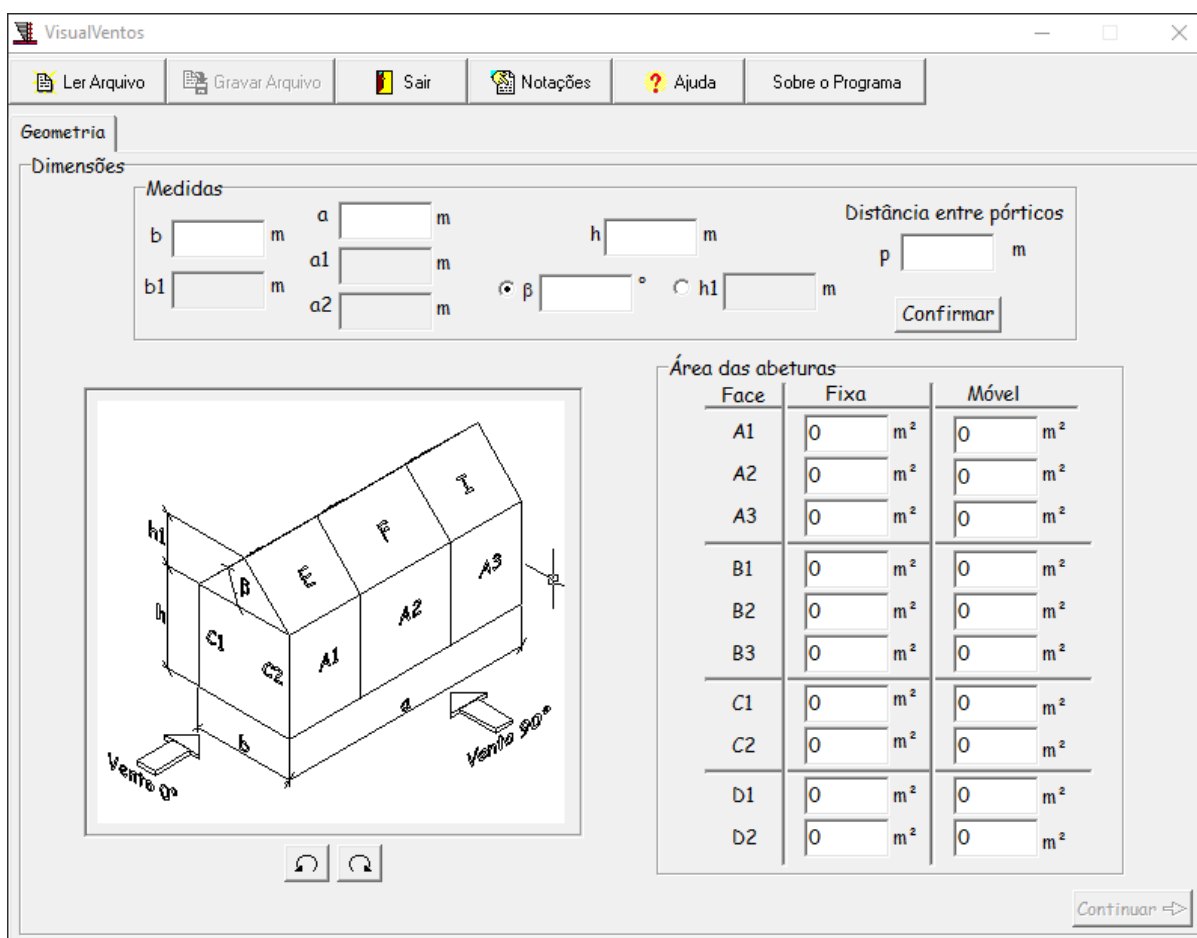 VisualVentos
Ler Arquivo Gravar Arquivo Sair Notações Ajuda Sobre o Programa
Geometria
Dimensões
Medidas
b m a m h m Distância entre pórticos
p m
b1 m a1 m
a2 m β ° h1 m
Confirmar
Área das abeturas
Face Fixa Móvel
A1 0 m² 0 m²
A2 0 m² 0 m²
A3 0 m² 0 m²
B1 0 m² 0 m²
B2 0 m² 0 m²
B3 0 m² 0 m²
C1 0 m² 0 m²
C2 0 m² 0 m²
D1 0 m² 0 m²
D2 0 m² 0 m²
h1
h
β
E
F
I
C1
C2
A1
A2
A3
a
b
Vento 0°
Vento 90°
Continuar